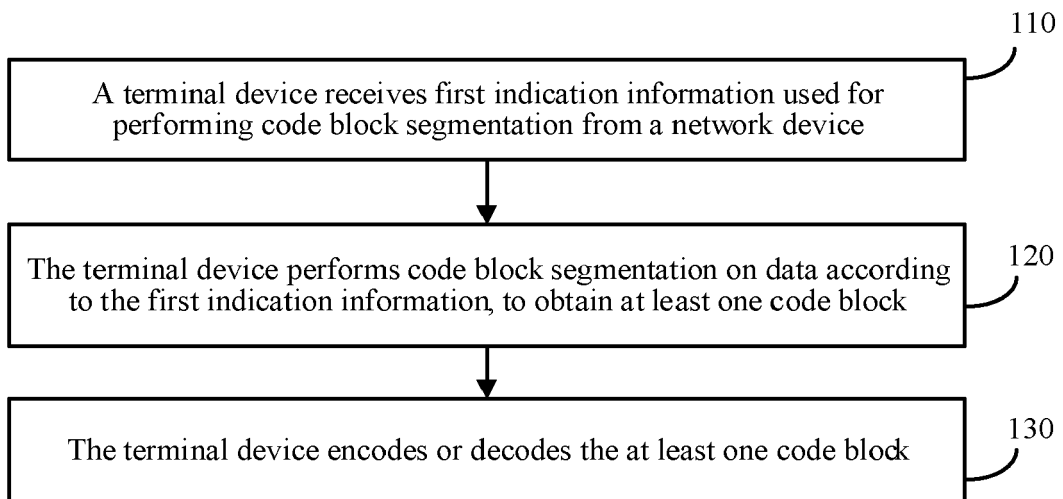 110
A terminal device receives first indication information used for
performing code block segmentation from a network device
120
The terminal device performs code block segmentation on data according
to the first indication information, to obtain at least one code block
130
The terminal device encodes or decodes the at least one code block